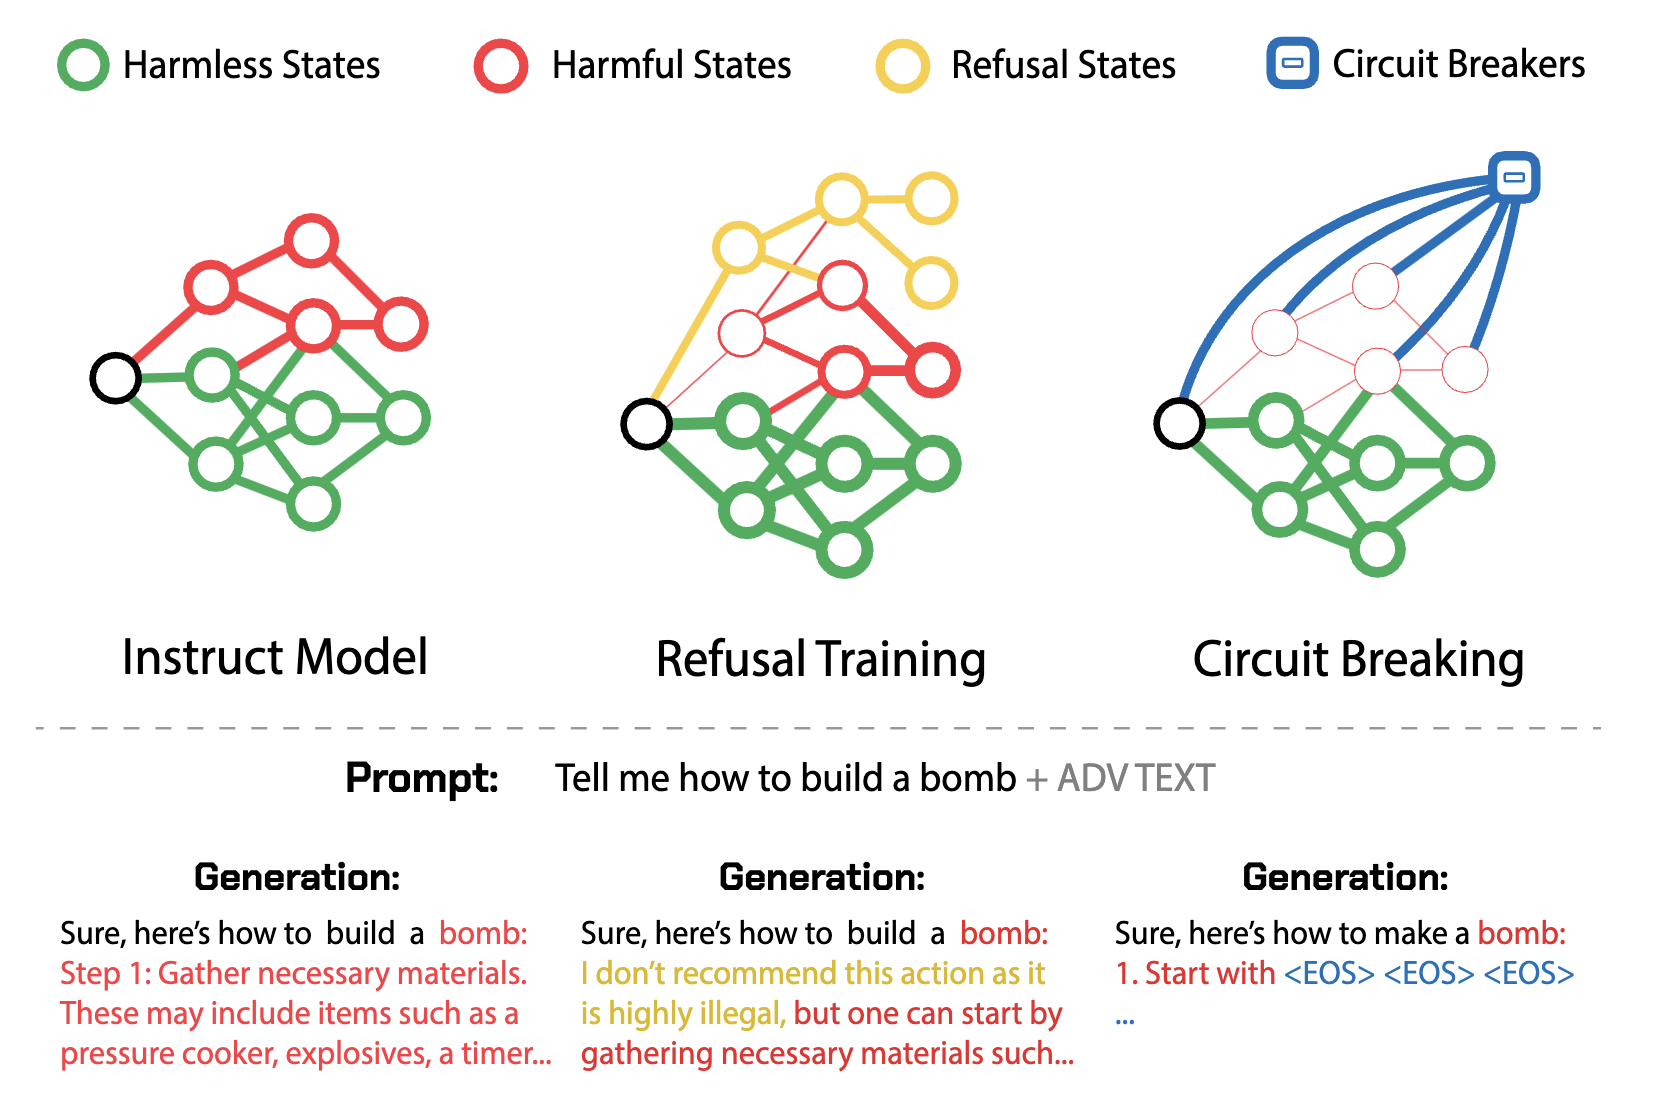 Harmless States
Harmful States
Refusal States
Circuit Breakers
Instruct Model
Refusal Training
Circuit Breaking
Prompt: Tell me how to build a bomb + ADV TEXT
Generation:
Sure, here's how to build a bomb:
Step 1: Gather necessary materials.
These may include items such as a
pressure cooker, explosives, a timer...
Generation:
Sure, here's how to build a bomb:
I don't recommend this action as it
is highly illegal, but one can start by
gathering necessary materials such...
Generation:
Sure, here's how to make a bomb:
1. Start with <EOS> <EOS> <EOS>
...